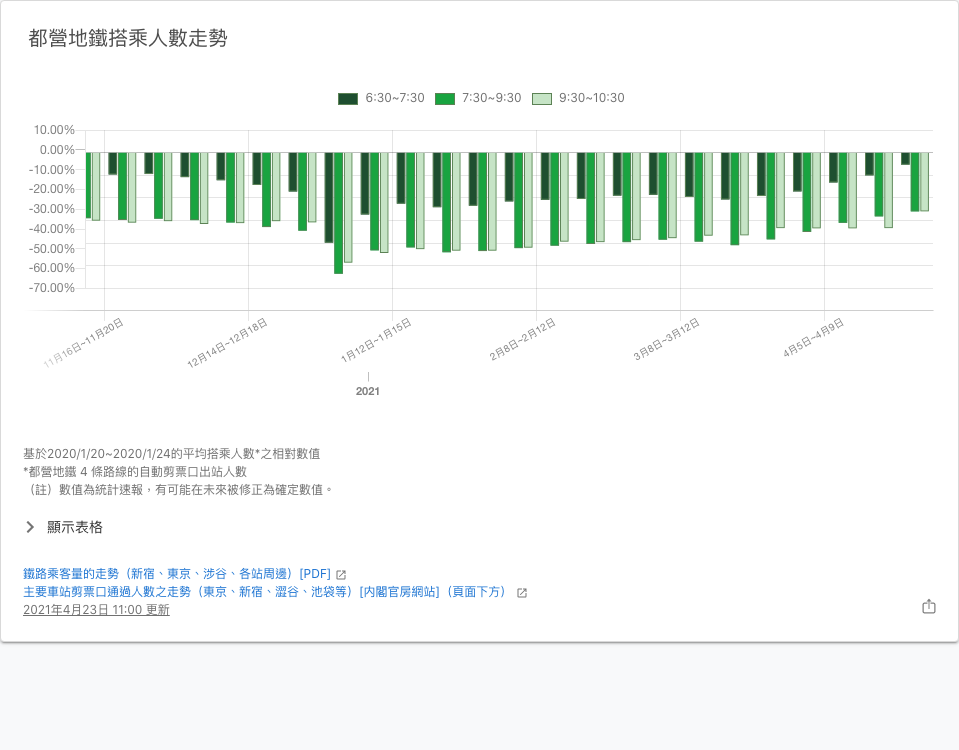 都營地鐵搭乘人數走勢
6:30~7:30 7:30~9:30 9:30~10:30
10.00%
0.00%
-10.00%
-20.00%
-30.00%
-40.00%
-50.00%
-60.00%
-70.00%
11月16日~11月20日 12月14日~12月18日 1月12日~1月15日 2月8日~2月12日 3月8日~3月12日 4月5日~4月9日
2021
基於2020/1/20~2020/1/24的平均搭乘人數*之相對數值
*都營地鐵 4 條路線的自動剪票口出站人數
（註）數值為統計速報，有可能在未來被修正為確定數值。
顯示表格
鐵路乘客量的走勢（新宿、東京、涉谷、各站周邊）[PDF]
主要車站剪票口通過人數之走勢（東京、新宿、澀谷、池袋等）[内閣官房網站]（頁面下方）
2021年4月23日 11:00 更新